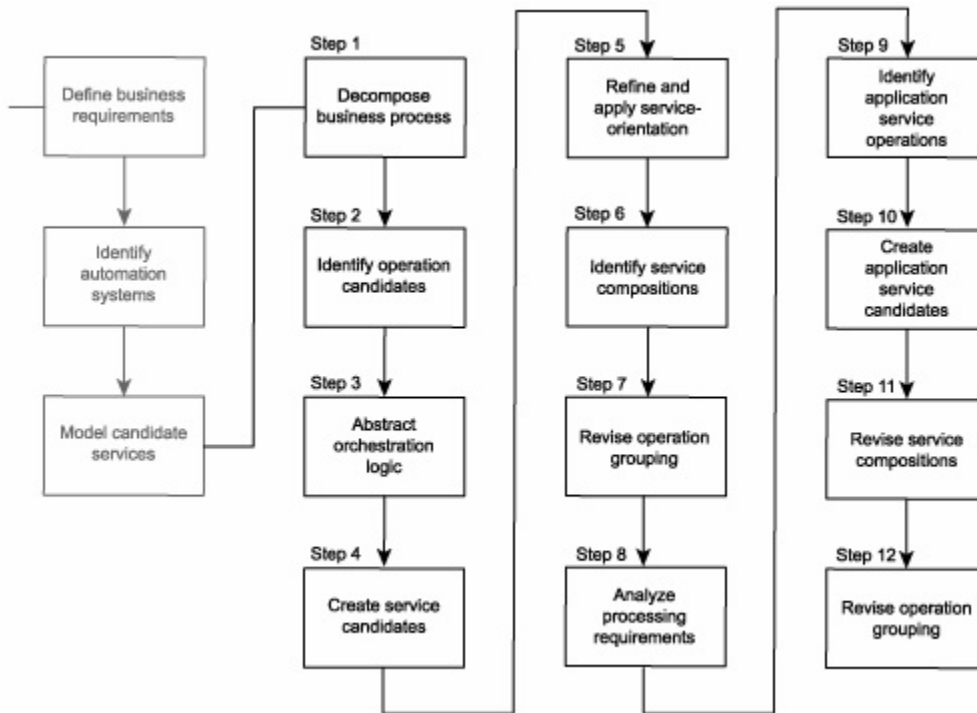 Define business
requirements
Identify
automation
systems
Model candidate
services
Step 1
Decompose
business process
Step 2
Identify operation
candidates
Step 3
Abstract
orchestration
logic
Step 4
Create service
candidates
Step 5
Refine and
apply service-
orientation
Step 6
Identify service
compositions
Step 7
Revise operation
grouping
Step 8
Analyze
processing
requirements
Step 9
Identify
application
service
operations
Step 10
Create
application
service
candidates
Step 11
Revise service
compositions
Step 12
Revise operation
grouping